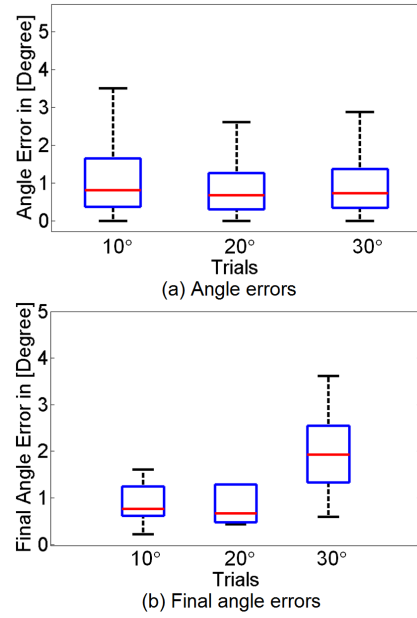 Angle Error in [Degree]
5
4
3
2
1
0
10° 20° 30°
Trials
(a) Angle errors
Final Angle Error in [Degree]
5
4
3
2
1
0
10° 20° 30°
Trials
(b) Final angle errors